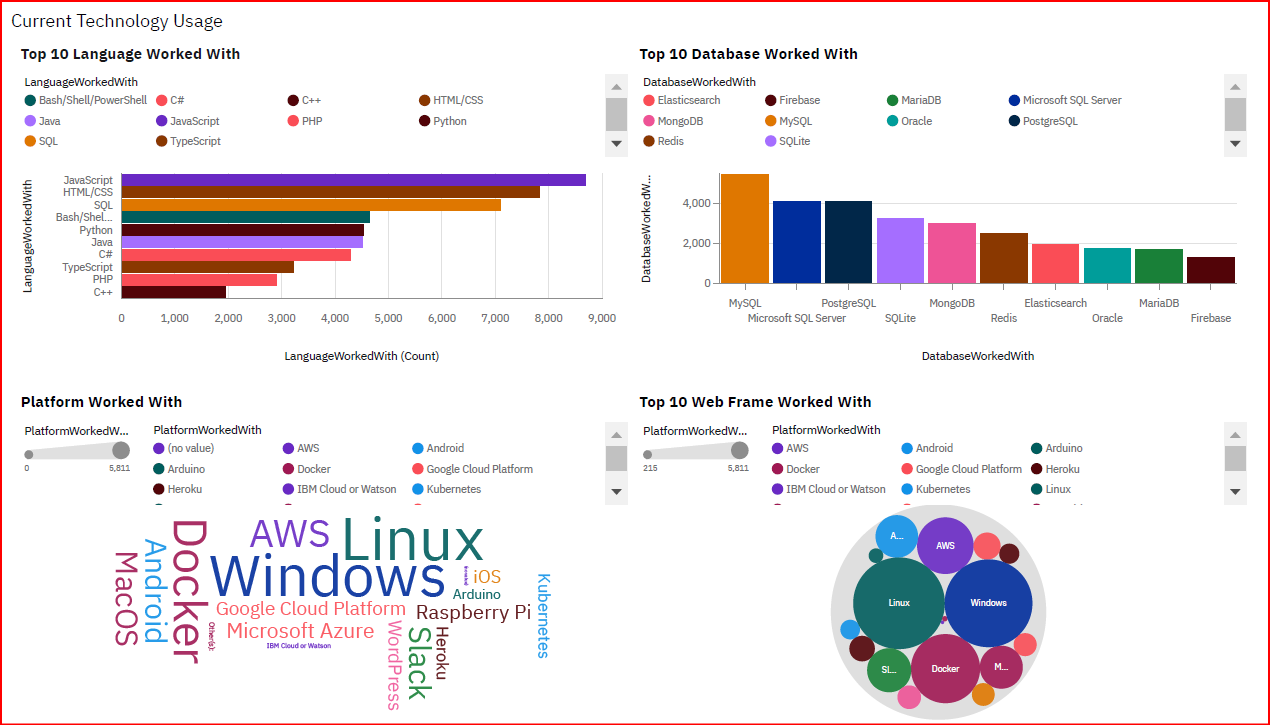 Current Technology Usage
Top 10 Language Worked With
LanguageWorkedWith
Bash/Shell/PowerShell C# C++ HTML/CSS
Java JavaScript PHP Python
SQL TypeScript
LanguageWorkedWith
JavaScript
HTML/CSS
SQL
Bash/Shel...
Python
Java
C#
TypeScript
PHP
C++
0 1,000 2,000 3,000 4,000 5,000 6,000 7,000 8,000 9,000
LanguageWorkedWith (Count)
Top 10 Database Worked With
DatabaseWorkedWith
Elasticsearch Firebase MariaDB Microsoft SQL Server
MongoDB MySQL Oracle PostgreSQL
Redis SQLite
DatabaseWorkedW...
4,000
2,000
0
MySQL PostgreSQL MongoDB Elasticsearch MariaDB
Microsoft SQL Server SQLite Redis Oracle Firebase
DatabaseWorkedWith
Platform Worked With
PlatformWorkedW...
0 5,811
PlatformWorkedWith
(no value) AWS Android
Arduino Docker Google Cloud Platform
Heroku IBM Cloud or Watson Kubernetes
AWS
Linux
Docker
Android
MacOS
Windows
iOS
Arduino
Kubernetes
Google Cloud Platform
Raspberry Pi
Microsoft Azure
IBM Cloud or Watson
WordPress
Slack
Heroku
Top 10 Web Frame Worked With
PlatformWorkedW...
215 5,811
PlatformWorkedWith
AWS Android Arduino
Docker Google Cloud Platform Heroku
IBM Cloud or Watson Kubernetes Linux
A...
AWS
Linux
Windows
SL...
Docker
M...